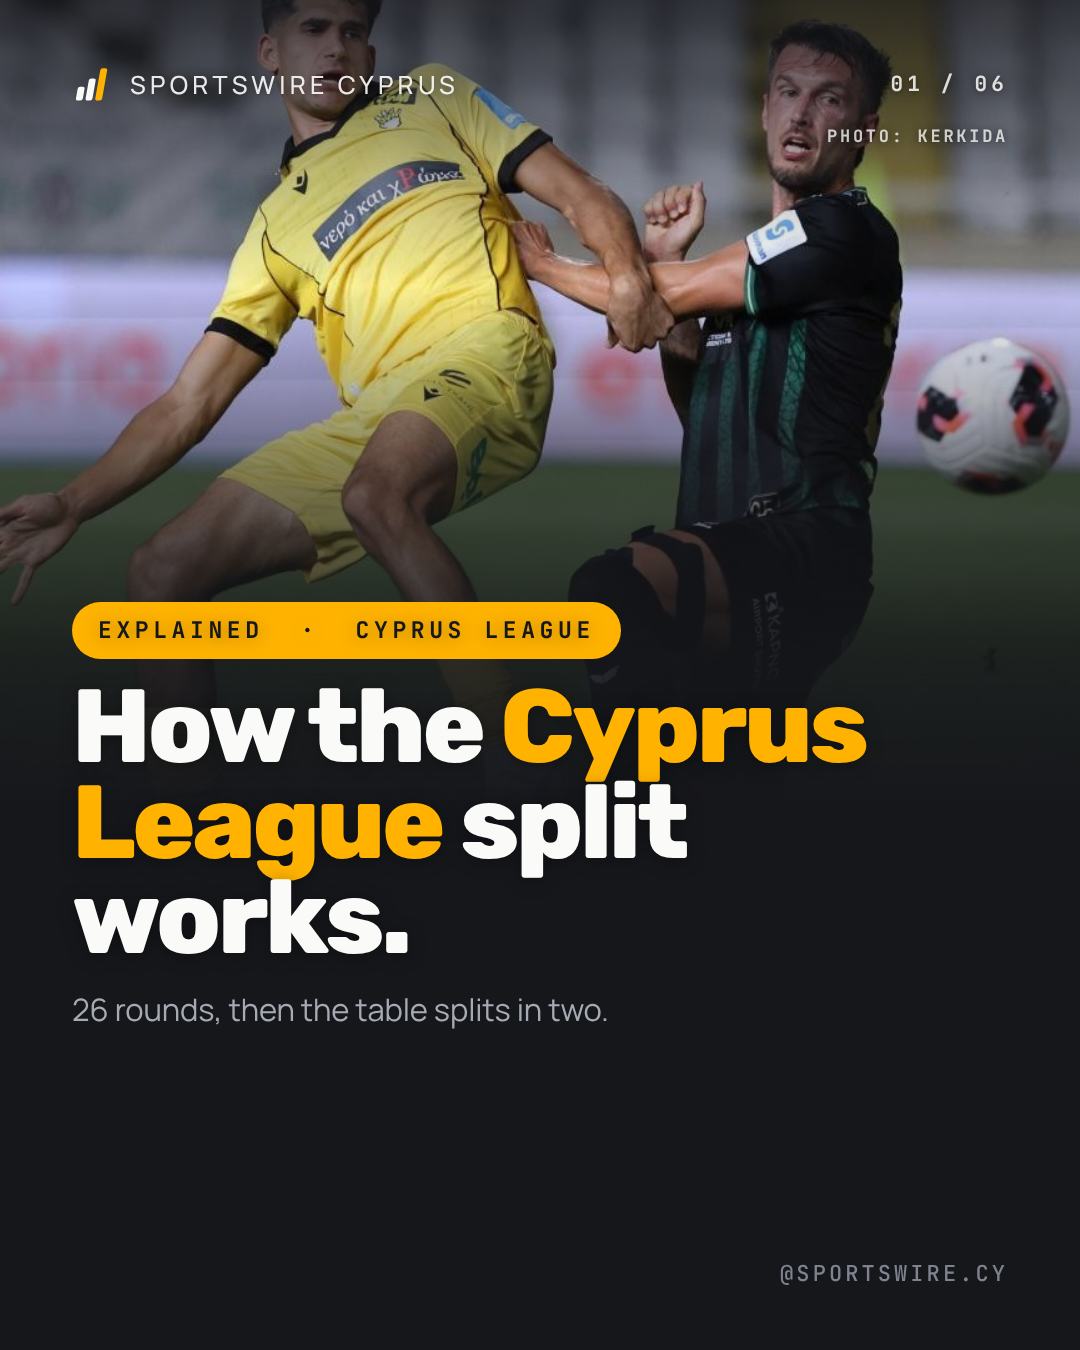 SPORTSWIRE CYPRUS
01 / 06
PHOTO: KERKIDA
νερό και χΡώμα
EXPLAINED · CYPRUS LEAGUE
How the Cyprus
League split
works.
26 rounds, then the table splits in two.
@SPORTSWIRE.CY